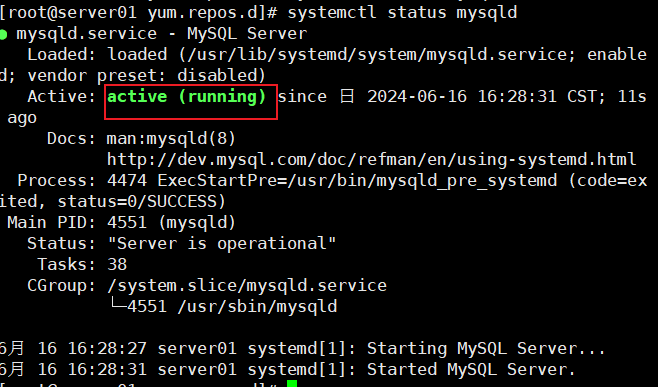 [root@server01 yum.repos.d]# systemctl status mysqld
● mysqld.service - MySQL Server
Loaded: loaded (/usr/lib/systemd/system/mysqld.service; enable
d; vendor preset: disabled)
Active: active (running) since 日 2024-06-16 16:28:31 CST; 11s
ago
Docs: man:mysqld(8)
http://dev.mysql.com/doc/refman/en/using-systemd.html
Process: 4474 ExecStartPre=/usr/bin/mysqld_pre_systemd (code=ex
ited, status=0/SUCCESS)
Main PID: 4551 (mysqld)
Status: "Server is operational"
Tasks: 38
CGroup: /system.slice/mysqld.service
└─4551 /usr/sbin/mysqld
6月 16 16:28:27 server01 systemd[1]: Starting MySQL Server...
6月 16 16:28:31 server01 systemd[1]: Started MySQL Server.